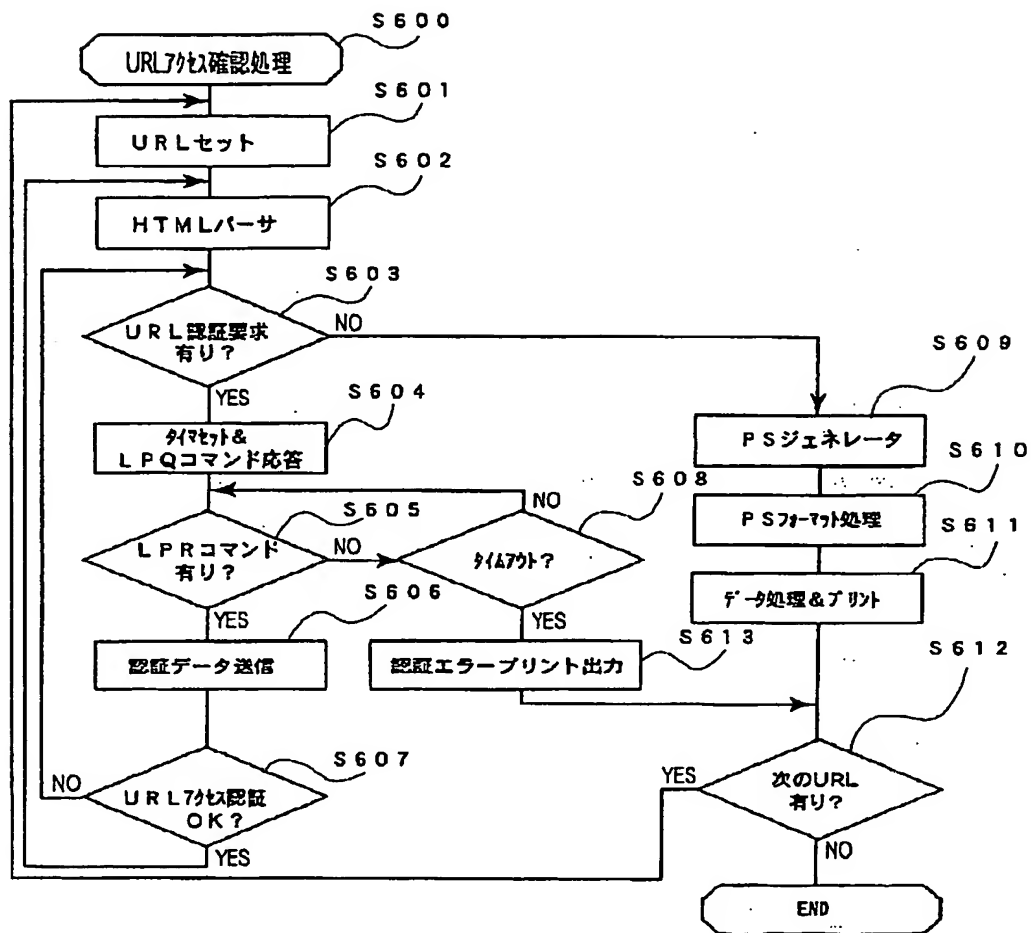 S600
URLアクセス確認処理
S601
URLセット
S602
HTMLパーサ
S603
URL認証要求
有り?
NO
YES
S604
タイマセット&
LPQコマンド応答
S605
LPRコマンド
有り?
NO
YES
S608
タイムアウト?
NO
YES
S606
認証データ送信
S613
認証エラープリント出力
S607
URLアクセス認証
OK?
NO
YES
S609
PSジェネレータ
S610
PSフォーマット処理
S611
データ処理&プリント
S612
次のURL
有り?
YES
NO
END